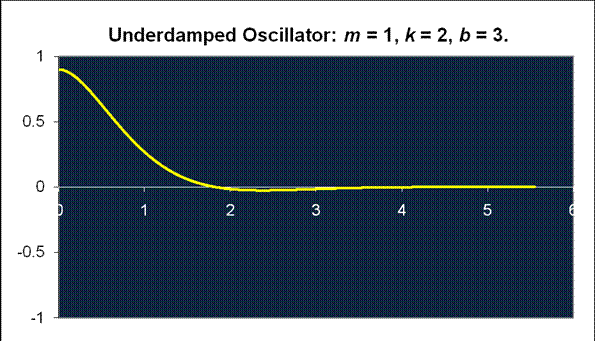 Underdamped Oscillator: m = 1, k = 2, b = 3.
1
0.5
0
0 1 2 3 4 5 6
-0.5
-1